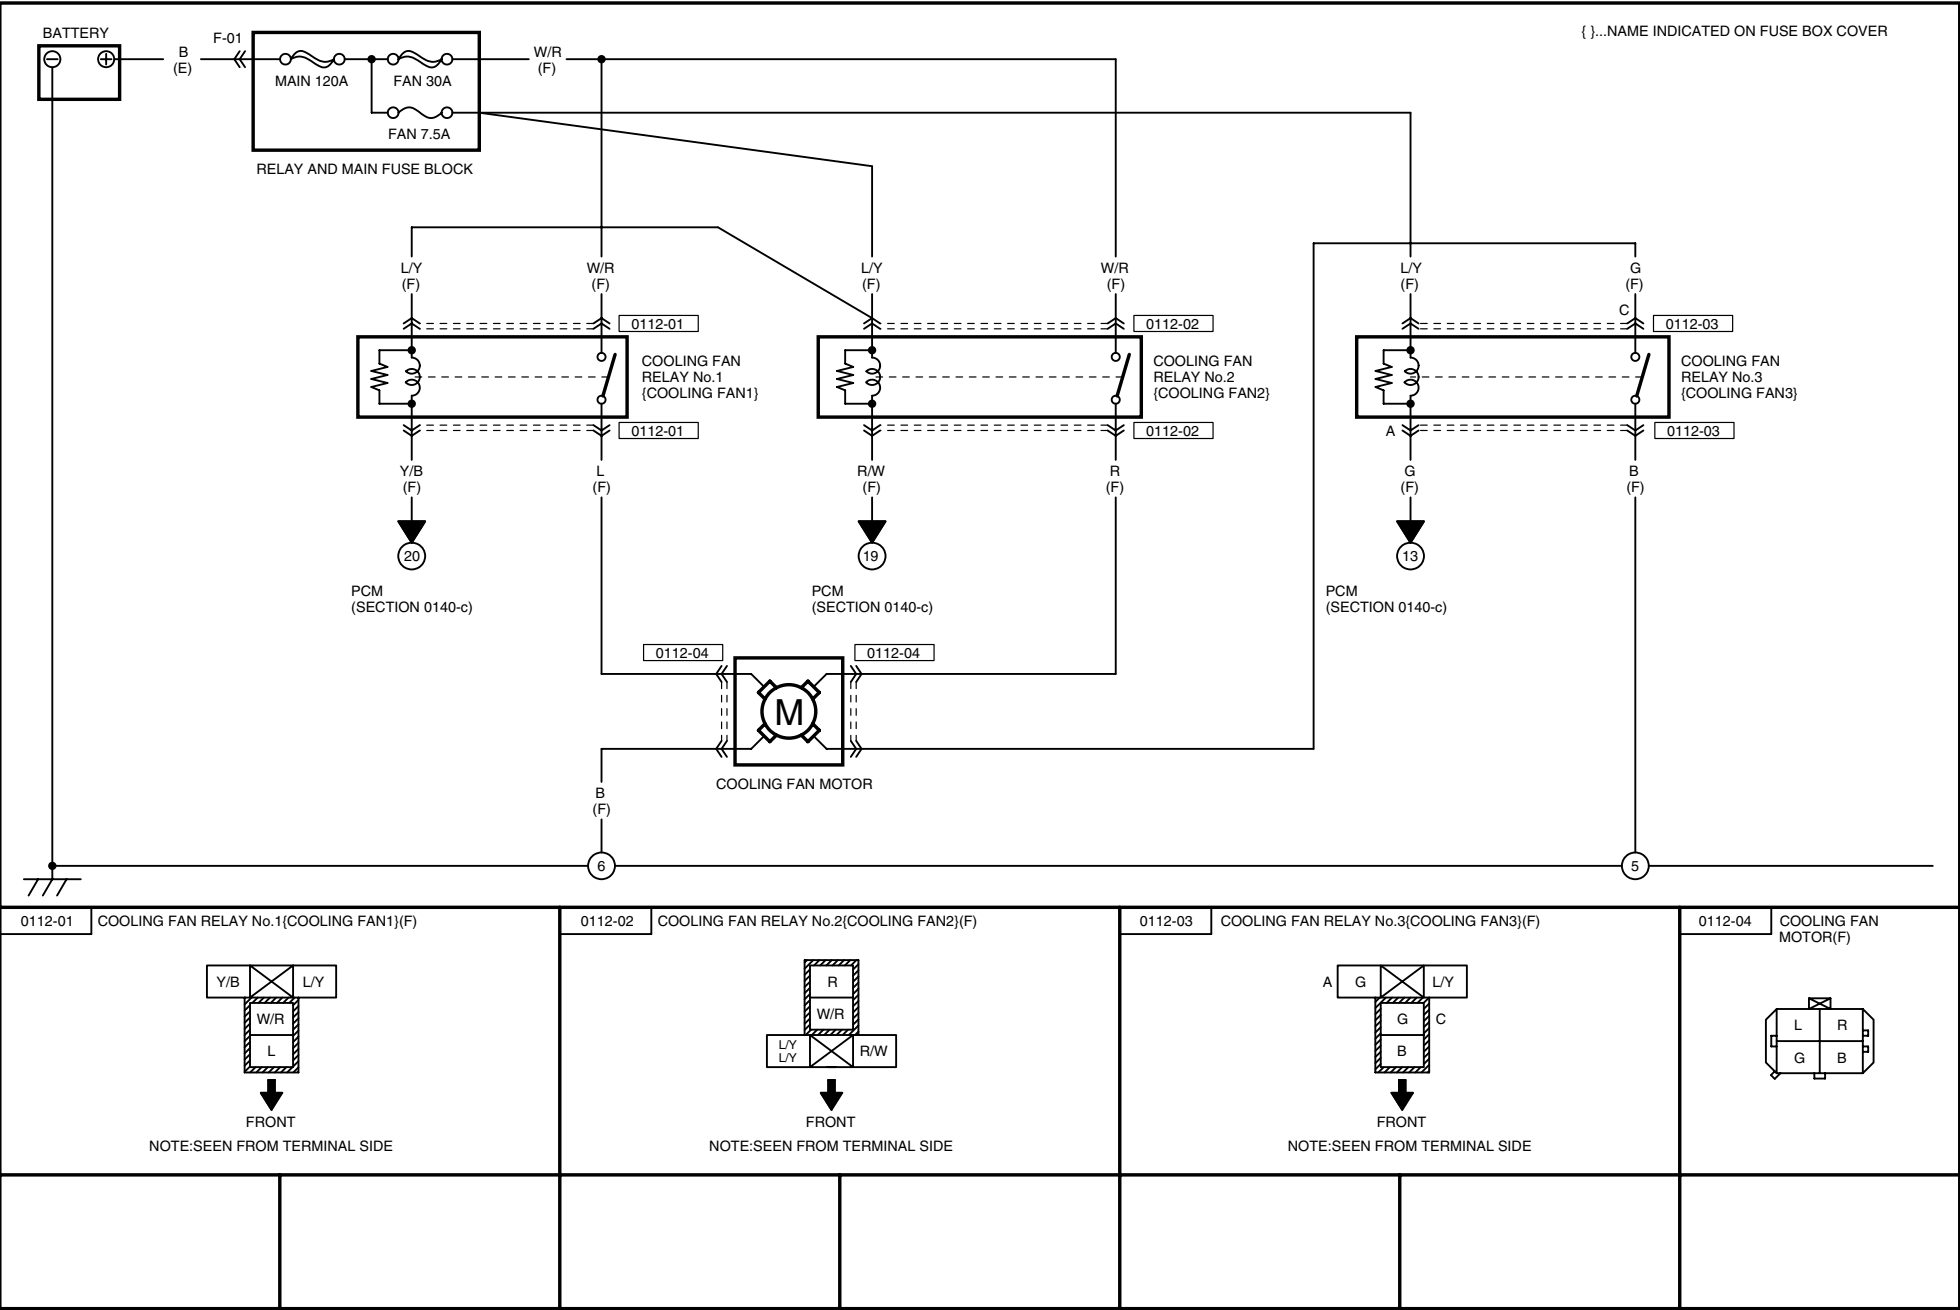 { }...NAME INDICATED ON FUSE BOX COVER
BATTERY
B
(E)
F-01
MAIN 120A
FAN 30A
FAN 7.5A
RELAY AND MAIN FUSE BLOCK
W/R
(F)
L/Y
(F)
W/R
(F)
L/Y
(F)
W/R
(F)
L/Y
(F)
G
(F)
C
0112-01
0112-02
0112-03
COOLING FAN
RELAY No.1
{COOLING FAN1}
COOLING FAN
RELAY No.2
{COOLING FAN2}
COOLING FAN
RELAY No.3
{COOLING FAN3}
0112-01
0112-02
A
0112-03
Y/B
(F)
L
(F)
R/W
(F)
R
(F)
G
(F)
B
(F)
20
19
13
PCM
(SECTION 0140-c)
PCM
(SECTION 0140-c)
PCM
(SECTION 0140-c)
0112-04
0112-04
M
COOLING FAN MOTOR
B
(F)
6
5
0112-01
COOLING FAN RELAY No.1{COOLING FAN1}(F)
Y/B
L/Y
W/R
L
FRONT
NOTE:SEEN FROM TERMINAL SIDE
0112-02
COOLING FAN RELAY No.2{COOLING FAN2}(F)
R
W/R
L/Y
L/Y
R/W
FRONT
NOTE:SEEN FROM TERMINAL SIDE
0112-03
COOLING FAN RELAY No.3{COOLING FAN3}(F)
A
G
L/Y
G
C
B
FRONT
NOTE:SEEN FROM TERMINAL SIDE
0112-04
COOLING FAN
MOTOR(F)
L
R
G
B